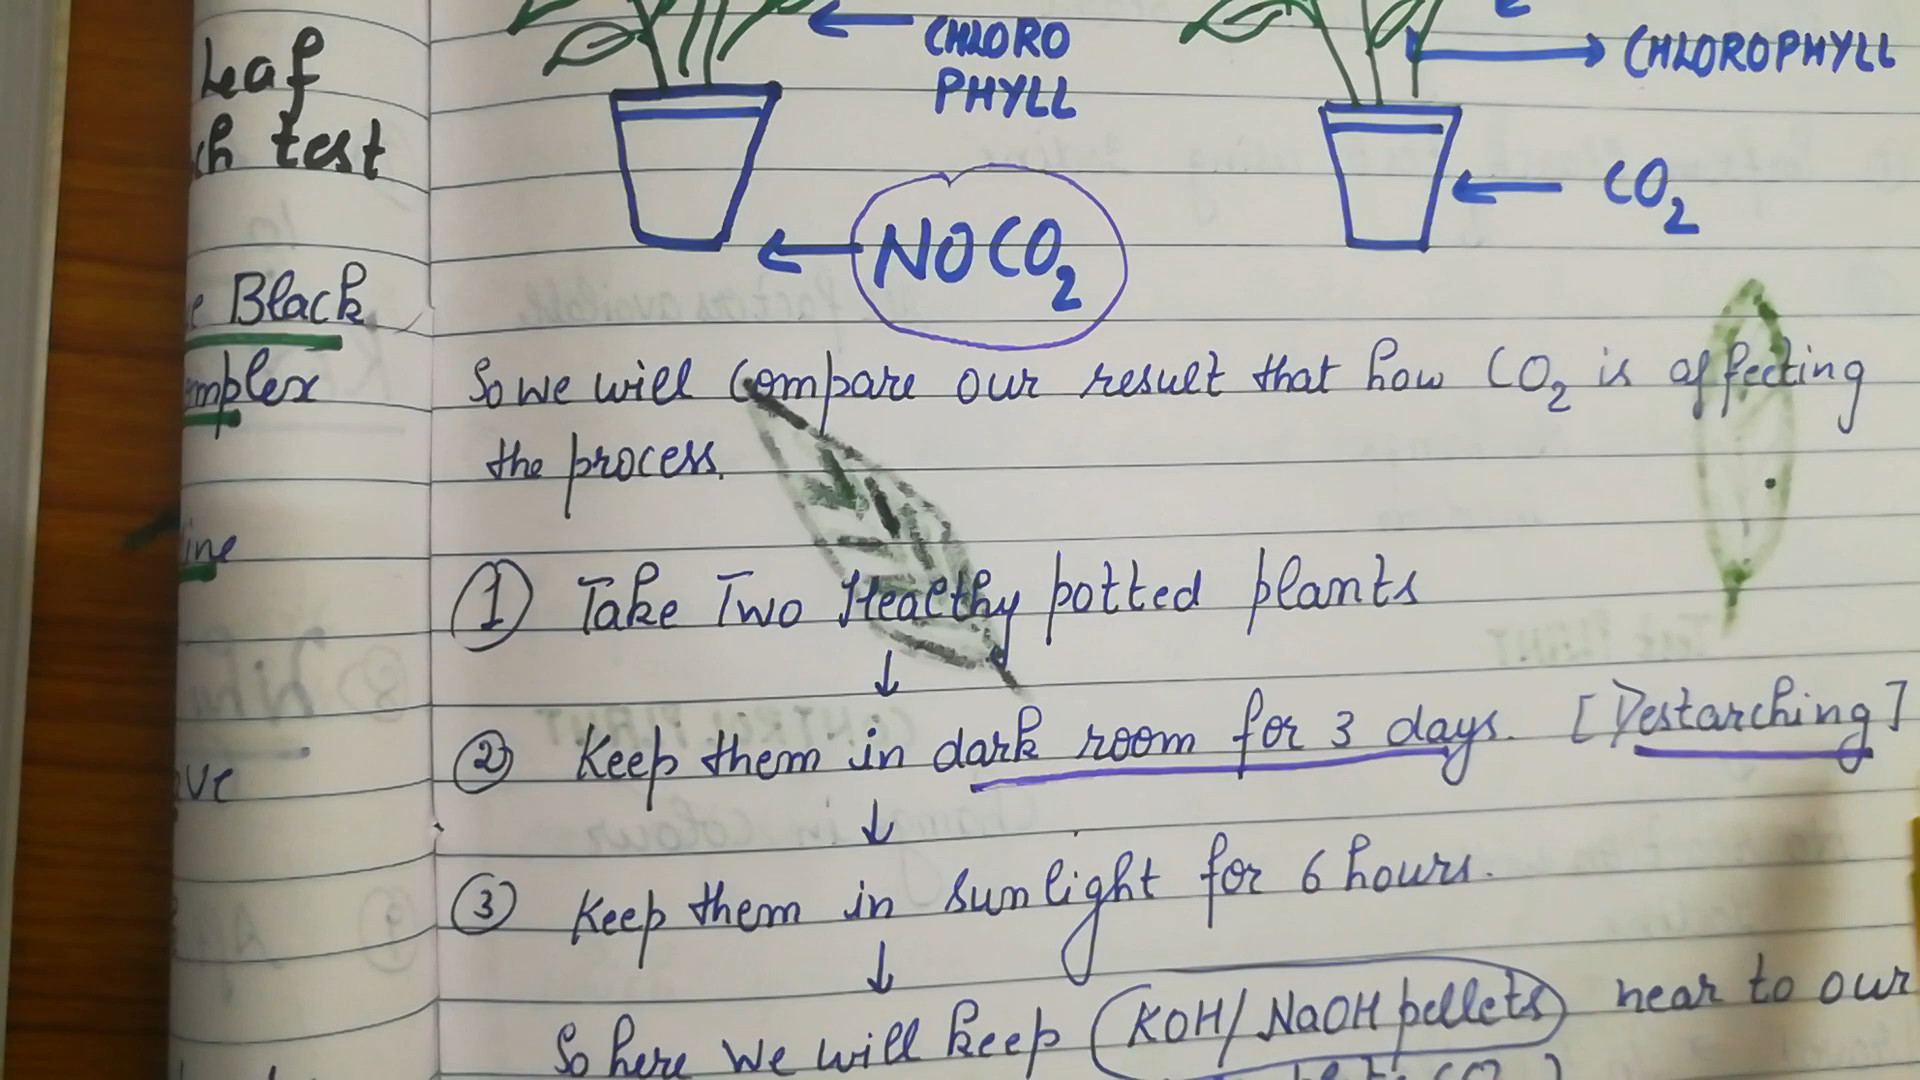 Leaf
ch test
e Black
omplex
ine
ve
CHLORO
PHYLL
CHLOROPHYLL
CO2
NO CO2
So we will compare our result that how CO2 is affecting
the process.
① Take Two Healthy potted plants
↓
② Keep them in dark room for 3 days. [Destarching]
↓
③ Keep them in sunlight for 6 hours.
↓
So here we will keep (KOH/NaOH pellets) near to our